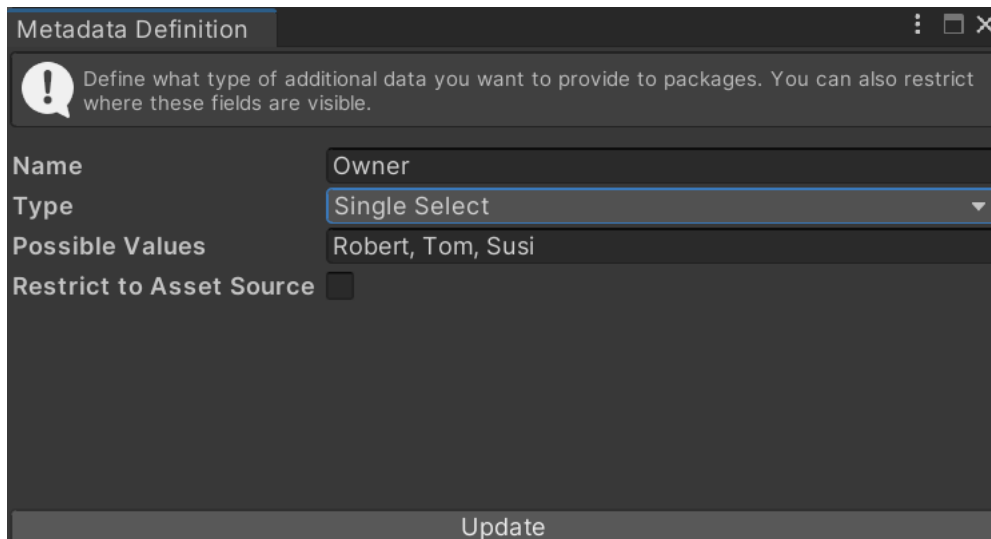 Metadata Definition
Define what type of additional data you want to provide to packages. You can also restrict
where these fields are visible.
Name
Owner
Type
Single Select
Possible Values
Robert, Tom, Susi
Restrict to Asset Source
Update